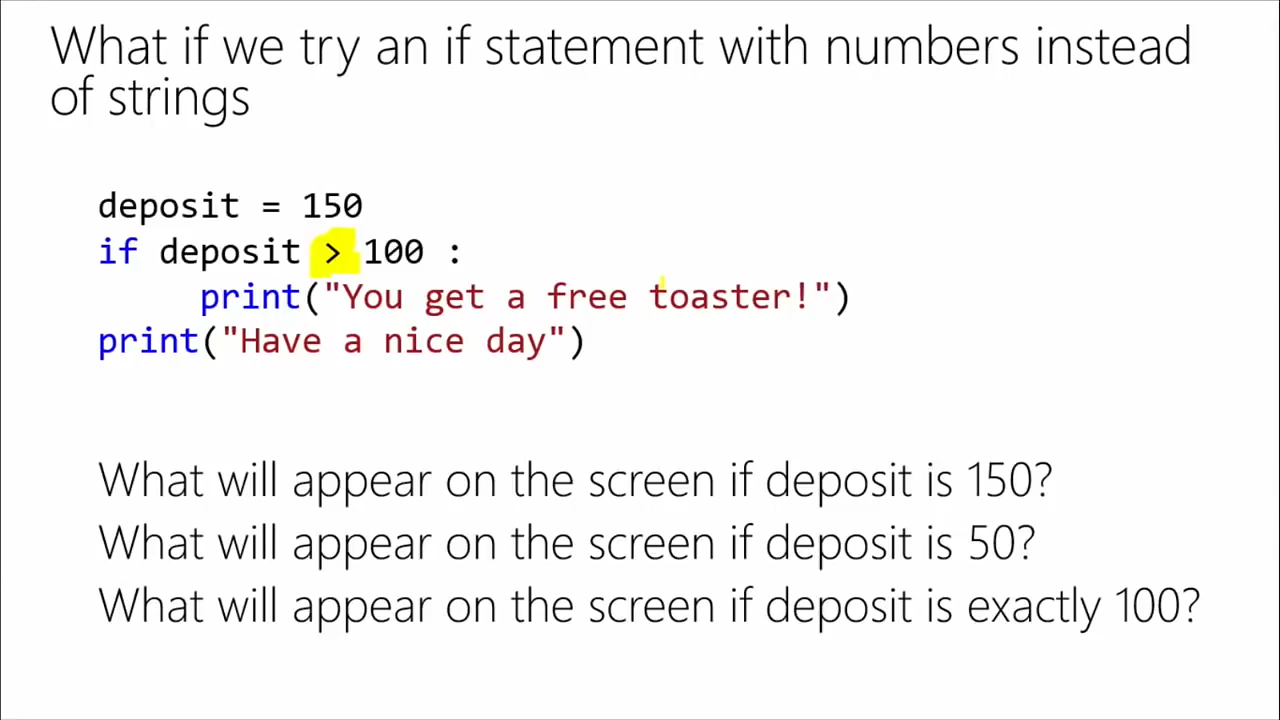 What if we try an if statement with numbers instead
of strings
deposit = 150
if deposit > 100 :
print("You get a free toaster!")
print("Have a nice day")
What will appear on the screen if deposit is 150?
What will appear on the screen if deposit is 50?
What will appear on the screen if deposit is exactly 100?